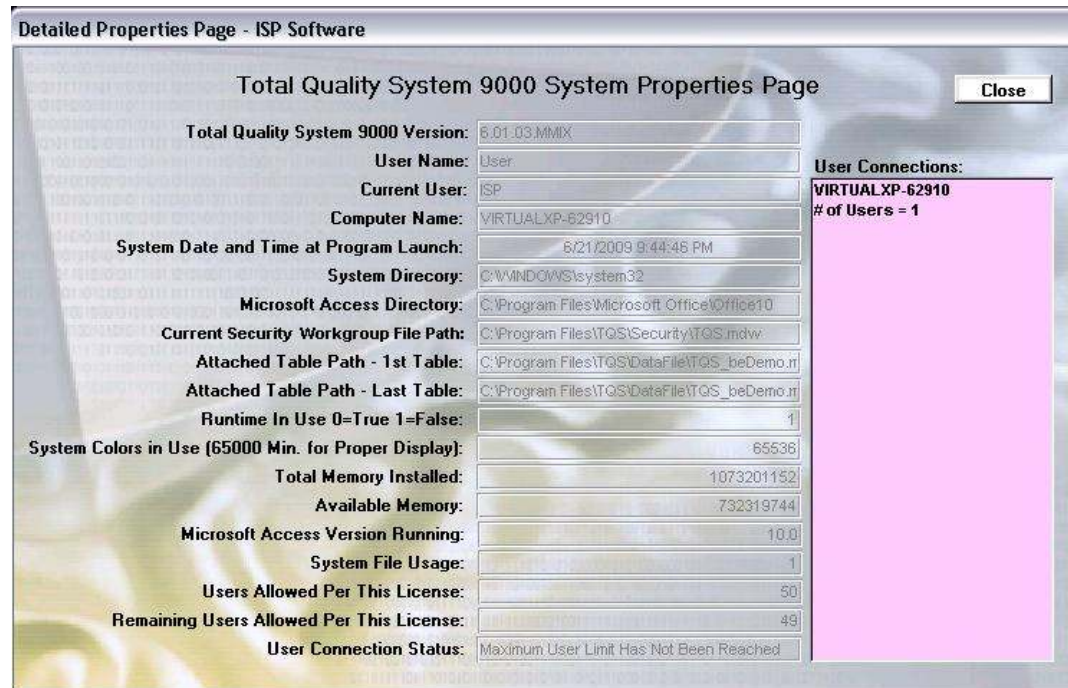 Detailed Properties Page - ISP Software
Total Quality System 9000 System Properties Page
Close
Total Quality System 9000 Version: 6.01.03.MMIX
User Name: User
Current User: ISP
Computer Name: VIRTUALXP-62910
System Date and Time at Program Launch: 6/21/2009 9:44:46 PM
System Direcory: C:\WINDOWS\system32
Microsoft Access Directory: C:\Program Files\Microsoft Office\Office10
Current Security Workgroup File Path: C:\Program Files\TQS\Security\TQS.mdw
Attached Table Path - 1st Table: C:\Program Files\TQS\DataFile\TQS_beDemo.m
Attached Table Path - Last Table: C:\Program Files\TQS\DataFile\TQS_beDemo.m
Runtime In Use 0=True 1=False: 1
System Colors in Use (65000 Min. for Proper Display): 65536
Total Memory Installed: 1073201152
Available Memory: 732319744
Microsoft Access Version Running: 10.0
System File Usage: 1
Users Allowed Per This License: 50
Remaining Users Allowed Per This License: 49
User Connection Status: Maximum User Limit Has Not Been Reached
User Connections:
VIRTUALXP-62910
# of Users = 1